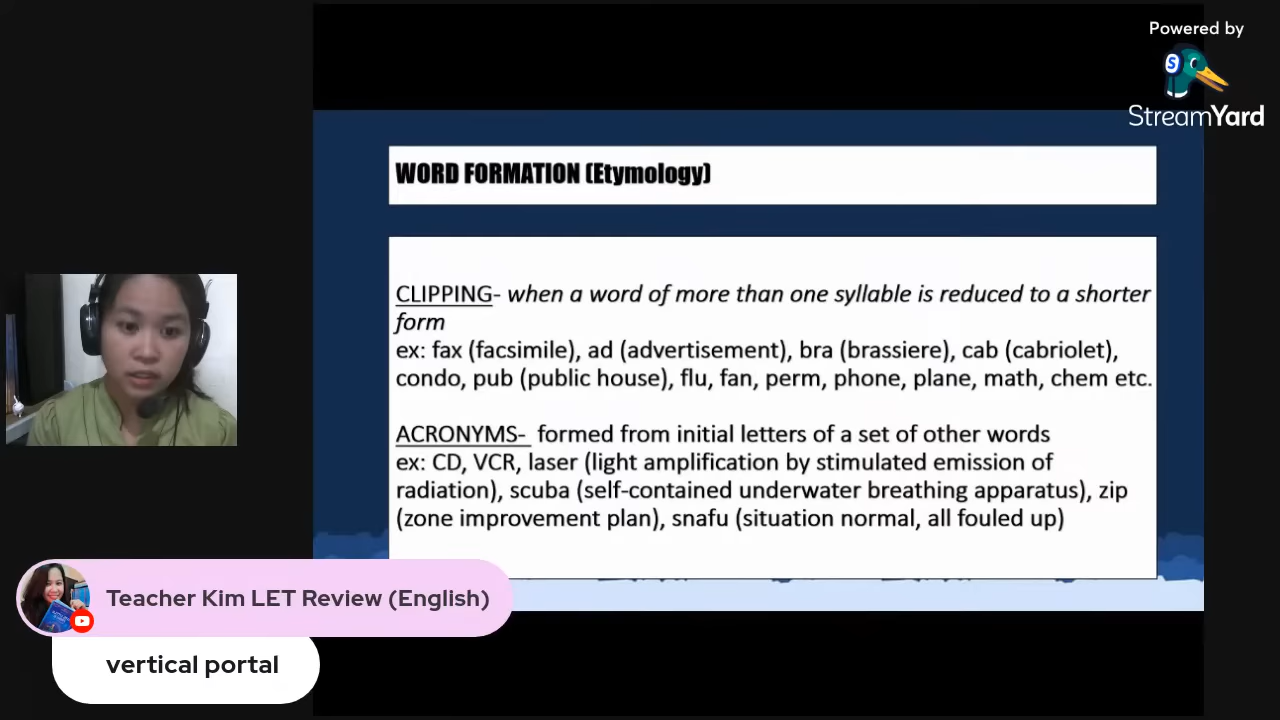 Powered by
StreamYard
WORD FORMATION (Etymology)
CLIPPING- when a word of more than one syllable is reduced to a shorter
form
ex: fax (facsimile), ad (advertisement), bra (brassiere), cab (cabriolet),
condo, pub (public house), flu, fan, perm, phone, plane, math, chem etc.
ACRONYMS- formed from initial letters of a set of other words
ex: CD, VCR, laser (light amplification by stimulated emission of
radiation), scuba (self-contained underwater breathing apparatus), zip
(zone improvement plan), snafu (situation normal, all fouled up)
Teacher Kim LET Review (English)
vertical portal